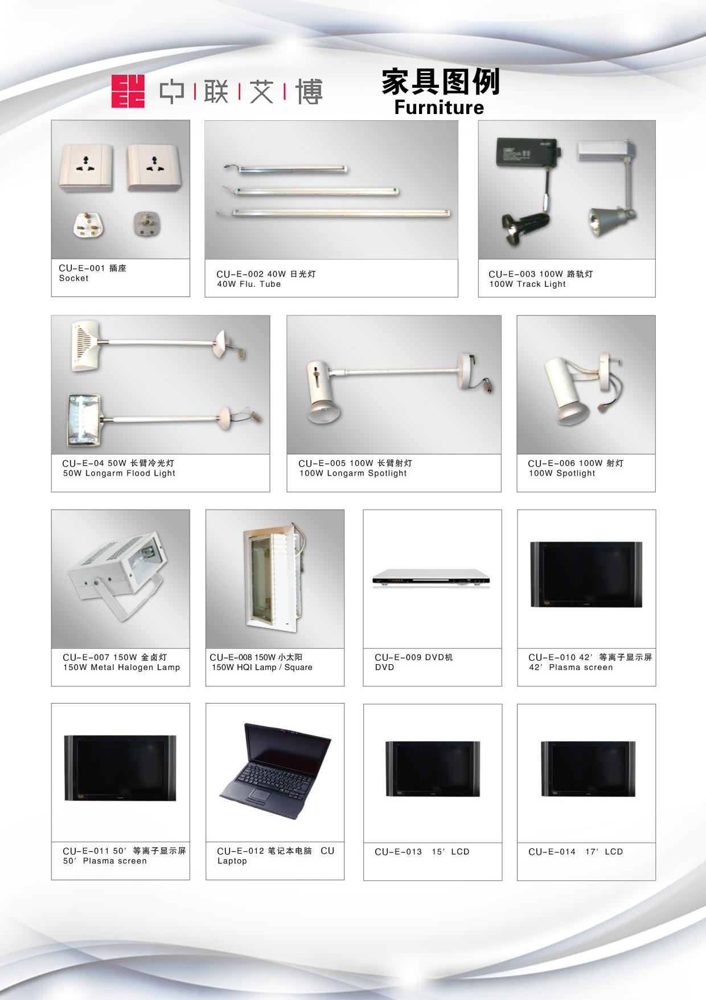 CUEC 中联艾博
家具图例
Furniture
CU-E-001 插座
Socket
CU-E-002 40W 日光灯
40W Flu. Tube
CU-E-003 100W 路轨灯
100W Track Light
CU-E-04 50W 长臂冷光灯
50W Longarm Flood Light
CU-E-005 100W 长臂射灯
100W Longarm Spotlight
CU-E-006 100W 射灯
100W Spotlight
CU-E-007 150W 金卤灯
150W Metal Halogen Lamp
CU-E-008 150W 小太阳
150W HQI Lamp / Square
CU-E-009 DVD机
DVD
CU-E-010 42′ 等离子显示屏
42′ Plasma screen
CU-E-011 50′ 等离子显示屏
50′ Plasma screen
CU-E-012 笔记本电脑 CU
Laptop
CU-E-013 15′ LCD
CU-E-014 17′ LCD